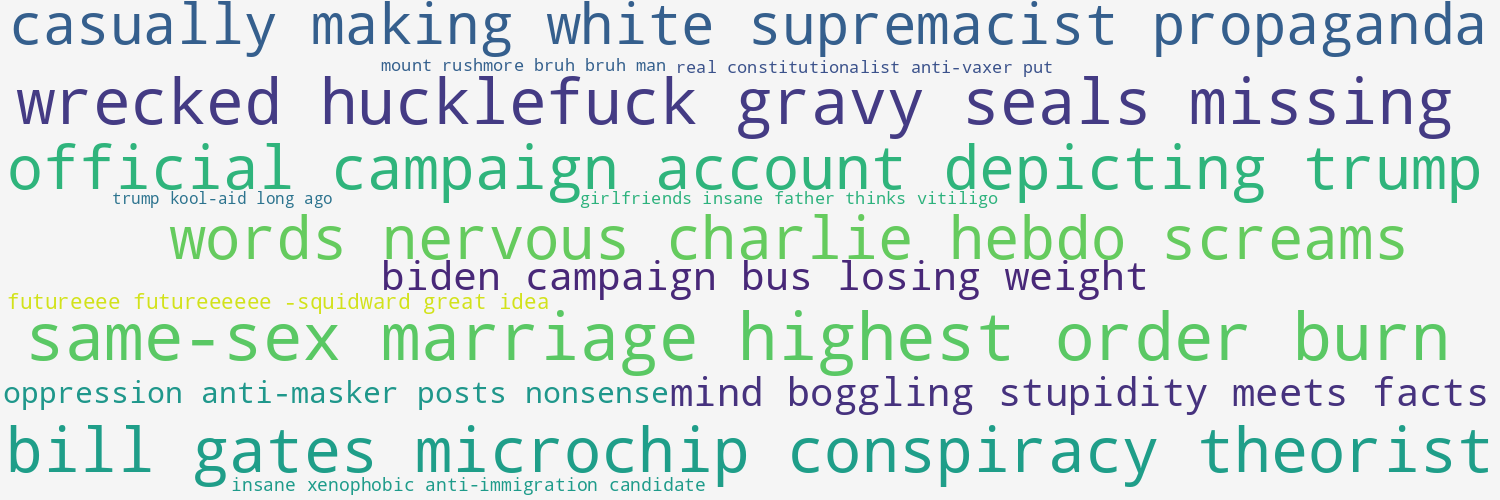 casually making white supremacist propaganda
mount rushmore bruh bruh man
real constitutionalist anti-vaxer put
wrecked hucklefuck gravy seals missing
official campaign account depicting trump
trump kool-aid long ago
girlfriends insane father thinks vitiligo
words nervous charlie hebdo screams
biden campaign bus losing weight
futureeee futureeeeee -squidward great idea
same-sex marriage highest order burn
oppression anti-masker posts nonsense
mind boggling stupidity meets facts
bill gates microchip conspiracy theorist
insane xenophobic anti-immigration candidate